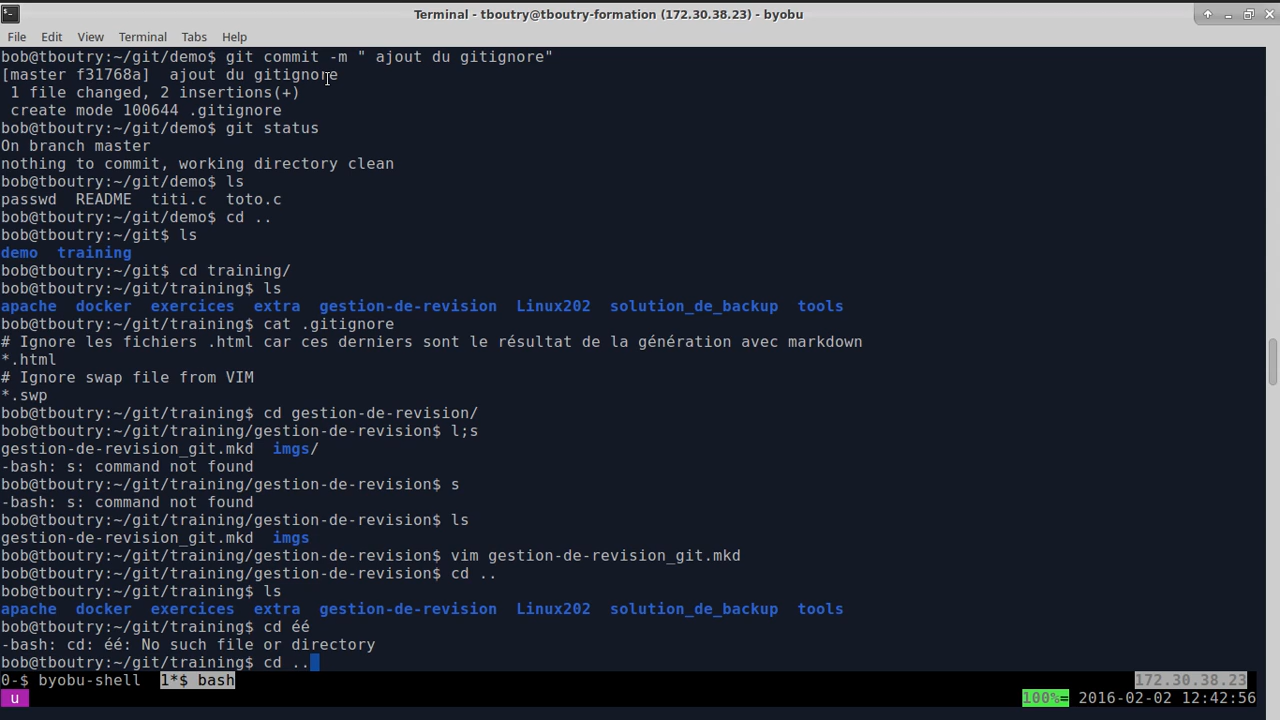 Terminal - tboutry@tboutry-formation (172.30.38.23) - byobu
File Edit View Terminal Tabs Help
bob@tboutry:~/git/demo$ git commit -m " ajout du gitignore"
[master f31768a]  ajout du gitignore
 1 file changed, 2 insertions(+)
 create mode 100644 .gitignore
bob@tboutry:~/git/demo$ git status
On branch master
nothing to commit, working directory clean
bob@tboutry:~/git/demo$ ls
passwd  README  titi.c  toto.c
bob@tboutry:~/git/demo$ cd ..
bob@tboutry:~/git$ ls
demo  training
bob@tboutry:~/git$ cd training/
bob@tboutry:~/git/training$ ls
apache  docker  exercices  extra  gestion-de-revision  Linux202  solution_de_backup  tools
bob@tboutry:~/git/training$ cat .gitignore
# Ignore les fichiers .html car ces derniers sont le résultat de la génération avec markdown
*.html
# Ignore swap file from VIM
*.swp
bob@tboutry:~/git/training$ cd gestion-de-revision/
bob@tboutry:~/git/training/gestion-de-revision$ l;s
gestion-de-revision_git.mkd  imgs/
-bash: s: command not found
bob@tboutry:~/git/training/gestion-de-revision$ s
-bash: s: command not found
bob@tboutry:~/git/training/gestion-de-revision$ ls
gestion-de-revision_git.mkd  imgs
bob@tboutry:~/git/training/gestion-de-revision$ vim gestion-de-revision_git.mkd
bob@tboutry:~/git/training/gestion-de-revision$ cd ..
bob@tboutry:~/git/training$ ls
apache  docker  exercices  extra  gestion-de-revision  Linux202  solution_de_backup  tools
bob@tboutry:~/git/training$ cd éé
-bash: cd: éé: No such file or directory
bob@tboutry:~/git/training$ cd ..
0-$ byobu-shell  1*$ bash 172.30.38.23
u 100%= 2016-02-02 12:42:56